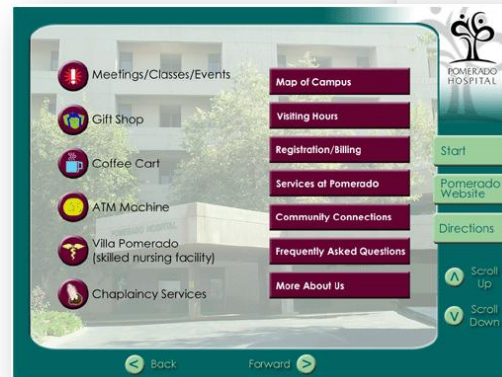 Meetings/Classes/Events
Gift Shop
Coffee Cart
ATM Machine
Villa Pomerado
(skilled nursing facility)
Chaplaincy Services
Map of Campus
Visiting Hours
Registration/Billing
Services at Pomerado
Community Connections
Frequently Asked Questions
More About Us
POMERADO HOSPITAL
POMERADO
HOSPITAL
Start
Pomerado
Website
Directions
Scroll
Up
Scroll
Down
Back
Forward